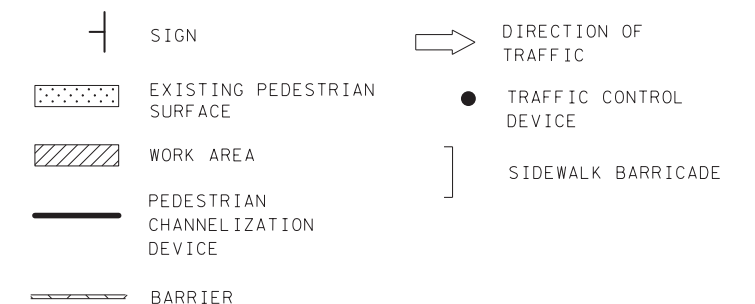 SIGN
EXISTING PEDESTRIAN
SURFACE
WORK AREA
PEDESTRIAN
CHANNELIZATION
DEVICE
BARRIER
DIRECTION OF
TRAFFIC
TRAFFIC CONTROL
DEVICE
SIDEWALK BARRICADE